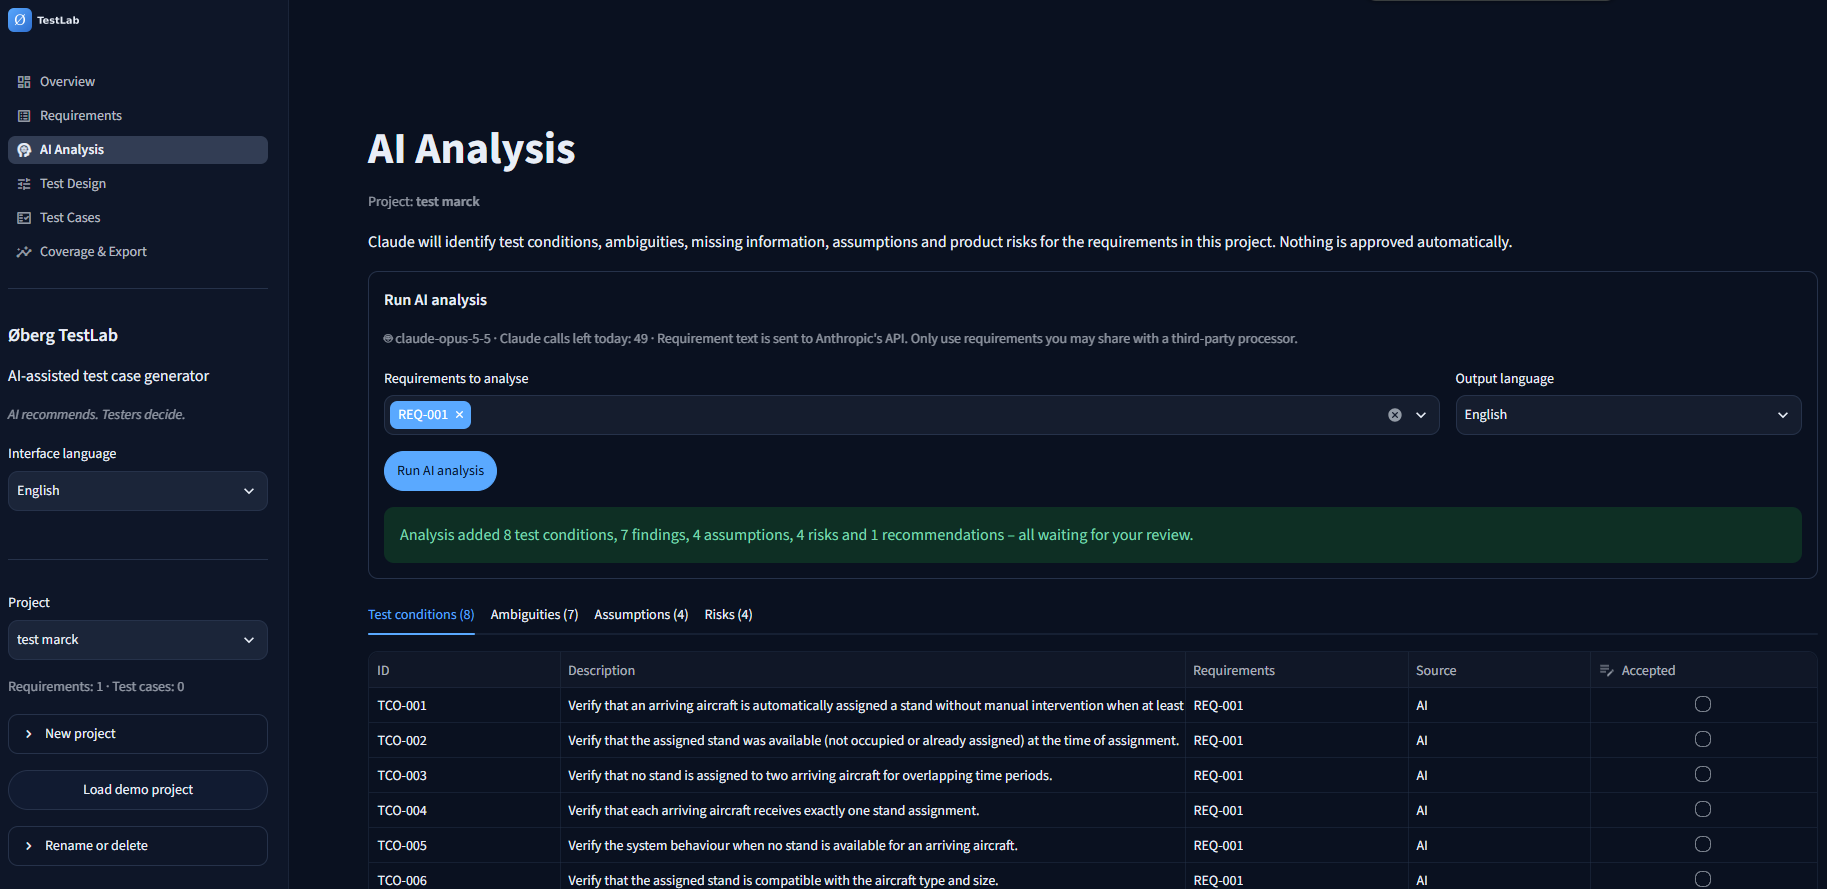 Ø TestLab
Overview
Requirements
AI Analysis
Test Design
Test Cases
Coverage & Export
Øberg TestLab
AI-assisted test case generator
AI recommends. Testers decide.
Interface language
English
Project
test marck
Requirements: 1 · Test cases: 0
New project
Load demo project
Rename or delete
AI Analysis
Project: test marck
Claude will identify test conditions, ambiguities, missing information, assumptions and product risks for the requirements in this project. Nothing is approved automatically.
Run AI analysis
claude-opus-5-5 · Claude calls left today: 49 · Requirement text is sent to Anthropic's API. Only use requirements you may share with a third-party processor.
Requirements to analyse
Output language
REQ-001 ×
English
Run AI analysis
Analysis added 8 test conditions, 7 findings, 4 assumptions, 4 risks and 1 recommendations – all waiting for your review.
Test conditions (8) Ambiguities (7) Assumptions (4) Risks (4)
ID Description Requirements Source Accepted
TCO-001 Verify that an arriving aircraft is automatically assigned a stand without manual intervention when at least REQ-001 AI
TCO-002 Verify that the assigned stand was available (not occupied or already assigned) at the time of assignment. REQ-001 AI
TCO-003 Verify that no stand is assigned to two arriving aircraft for overlapping time periods. REQ-001 AI
TCO-004 Verify that each arriving aircraft receives exactly one stand assignment. REQ-001 AI
TCO-005 Verify the system behaviour when no stand is available for an arriving aircraft. REQ-001 AI
TCO-006 Verify that the assigned stand is compatible with the aircraft type and size. REQ-001 AI